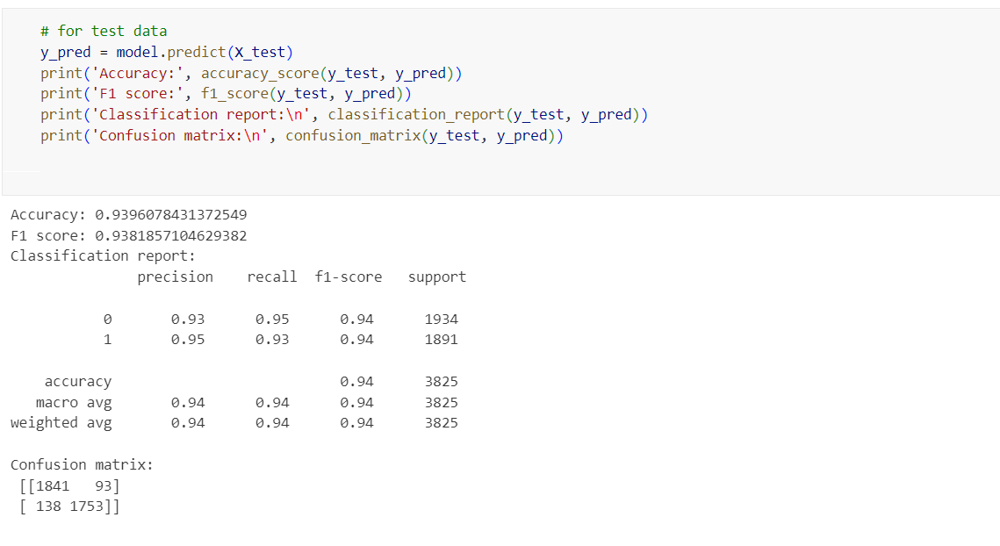 # for test data
y_pred = model.predict(X_test)
print('Accuracy:', accuracy_score(y_test, y_pred))
print('F1 score:', f1_score(y_test, y_pred))
print('Classification report:\n', classification_report(y_test, y_pred))
print('Confusion matrix:\n', confusion_matrix(y_test, y_pred))
Accuracy: 0.9396078431372549
F1 score: 0.9381857104629382
Classification report:
precision recall f1-score support
0 0.93 0.95 0.94 1934
1 0.95 0.93 0.94 1891
accuracy 0.94 3825
macro avg 0.94 0.94 0.94 3825
weighted avg 0.94 0.94 0.94 3825
Confusion matrix:
[[1841 93]
[ 138 1753]]